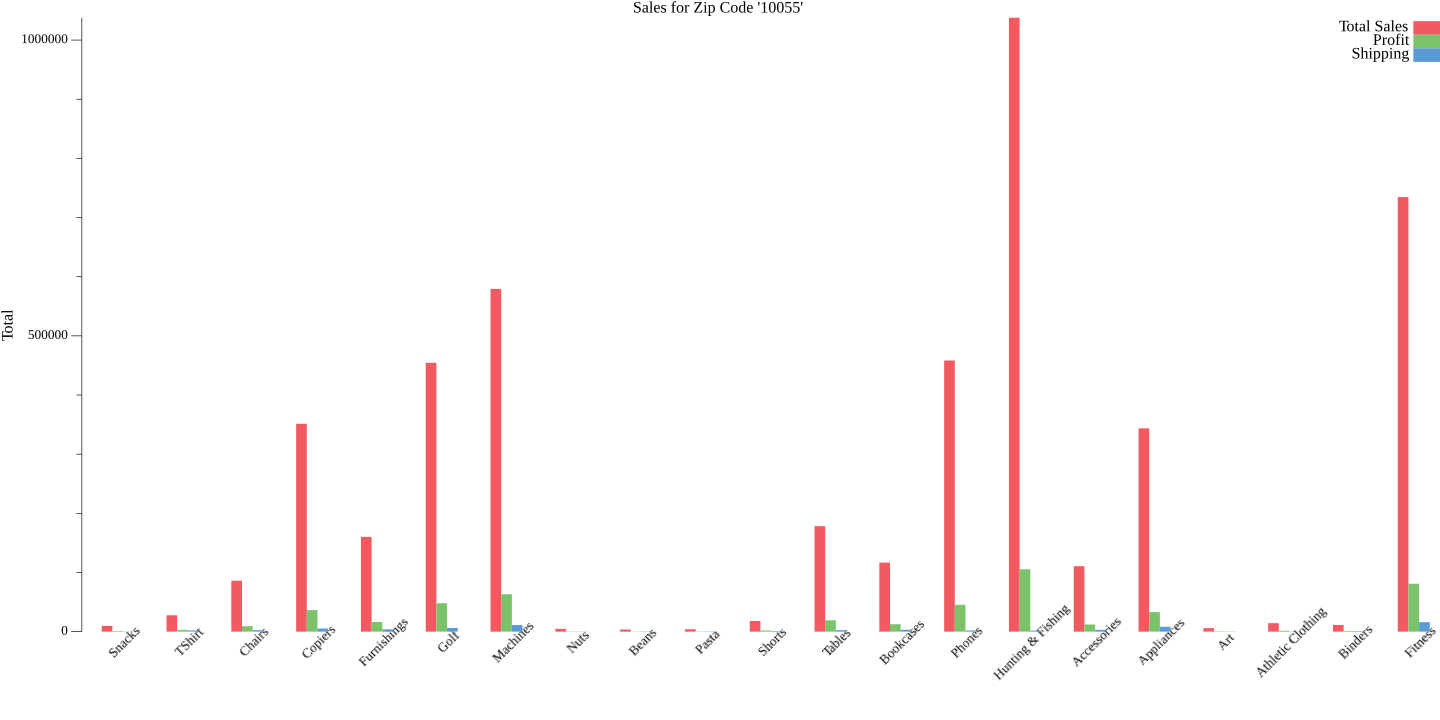 Sales for Zip Code '10055'
Total Sales
Profit
Shipping
1000000
500000
0
Total
Snacks
TShirt
Chairs
Copiers
Furnishings
Golf
Machines
Nuts
Beans
Pasta
Shorts
Tables
Bookcases
Phones
Hunting & Fishing
Accessories
Appliances
Art
Athletic Clothing
Binders
Fitness